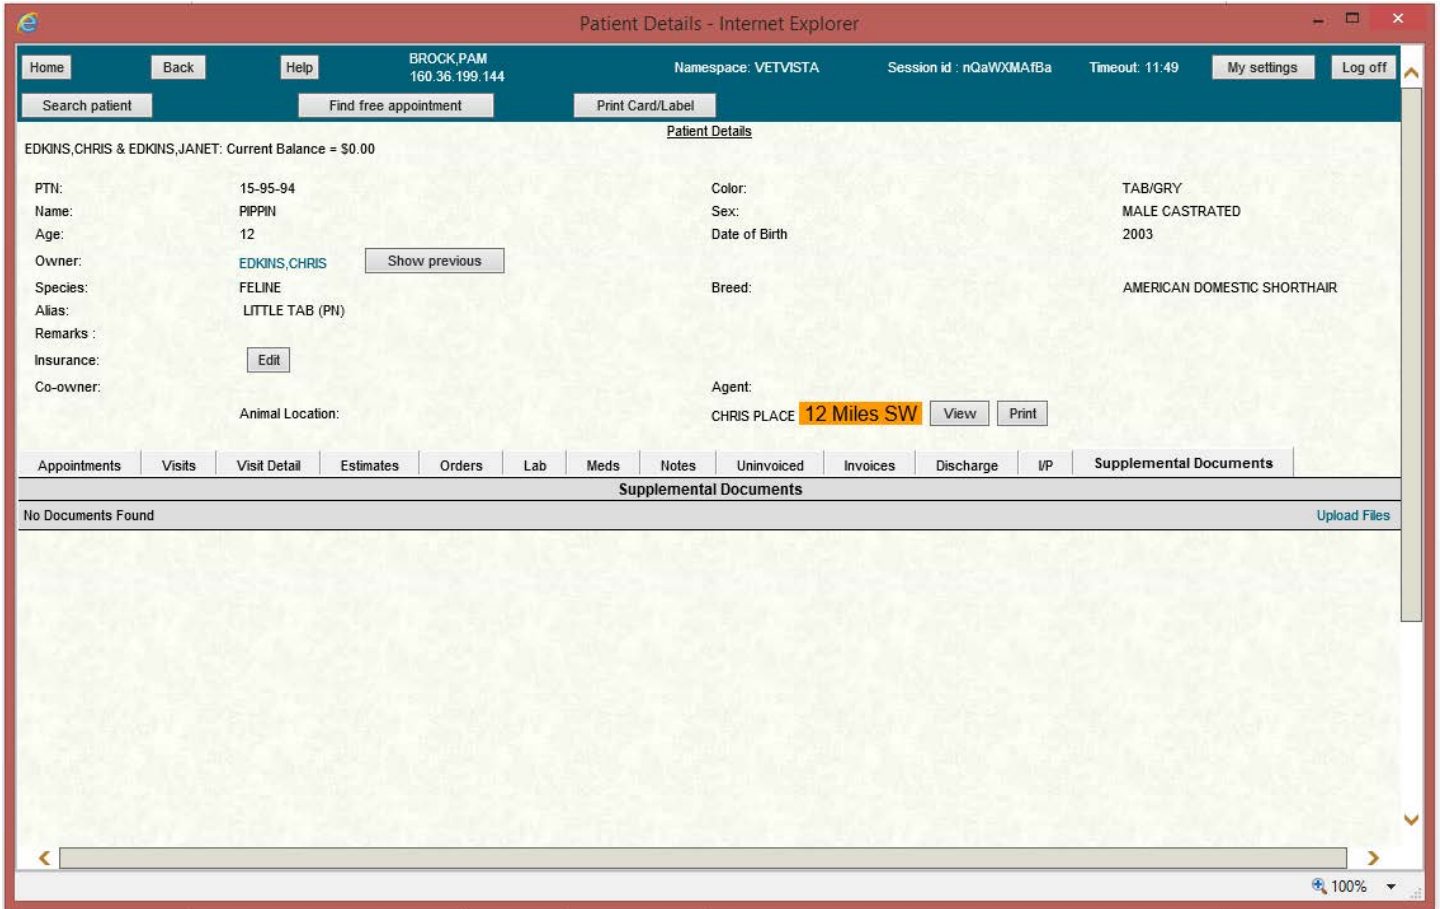 Patient Details - Internet Explorer
Home Back Help BROCK,PAM Namespace: VETVISTA Session id : nQaWXMAfBa Timeout: 11:49 My settings Log off
160.36.199.144
Search patient Find free appointment Print Card/Label
Patient Details
EDKINS,CHRIS & EDKINS,JANET: Current Balance = $0.00
PTN: 15-95-94 Color: TAB/GRY
Name: PIPPIN Sex: MALE CASTRATED
Age: 12 Date of Birth 2003
Owner: EDKINS,CHRIS Show previous
Species: FELINE Breed: AMERICAN DOMESTIC SHORTHAIR
Alias: LITTLE TAB (PN)
Remarks :
Insurance: Edit
Co-owner: Agent:
Animal Location: CHRIS PLACE 12 Miles SW View Print
Appointments Visits Visit Detail Estimates Orders Lab Meds Notes Uninvoiced Invoices Discharge I/P Supplemental Documents
Supplemental Documents
No Documents Found Upload Files
100%